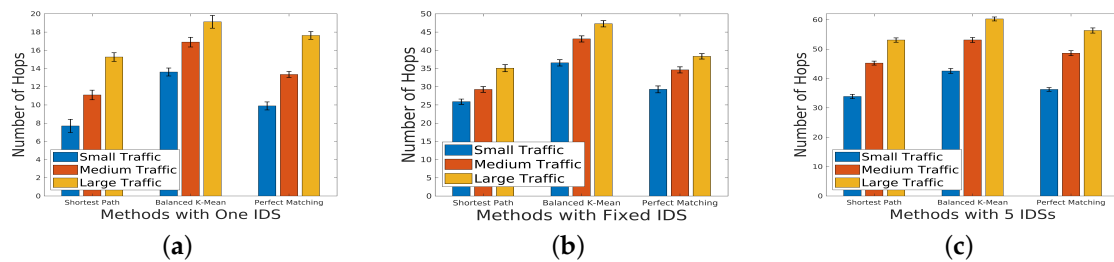 Number of Hops
20
18
16
14
12
10
8
6
4
2
0
Small Traffic
Medium Traffic
Large Traffic
Shortest Path Balanced K-Mean Perfect Matching
Methods with One IDS
(a)
Number of Hops
50
45
40
35
30
25
20
15
10
5
0
Small Traffic
Medium Traffic
Large Traffic
Shortest Path Balanced K-Mean Perfect Matching
Methods with Fixed IDS
(b)
Number of Hops
60
50
40
30
20
10
0
Small Traffic
Medium Traffic
Large Traffic
Shortest Path Balanced K-Mean Perfect Matching
Methods with 5 IDSs
(c)